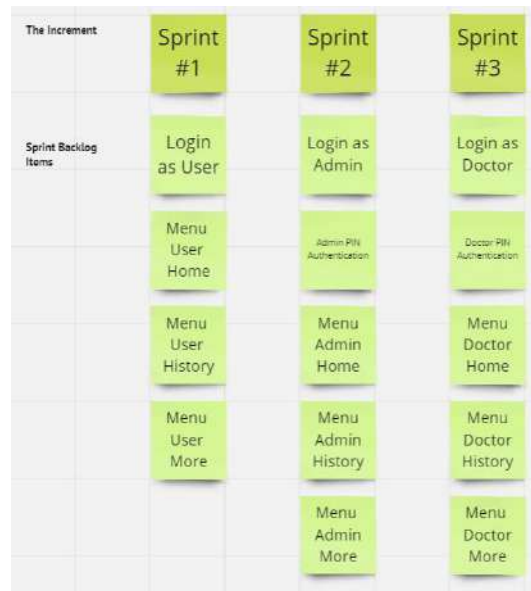 The Increment
Sprint
#1
Sprint
#2
Sprint
#3
Sprint Backlog
Items
Login
as User
Login as
Admin
Login as
Doctor
Menu
User
Home
Admin PIN
Authentication
Doctor PIN
Authentication
Menu
User
History
Menu
Admin
Home
Menu
Doctor
Home
Menu
User
More
Menu
Admin
History
Menu
Doctor
History
Menu
Admin
More
Menu
Doctor
More